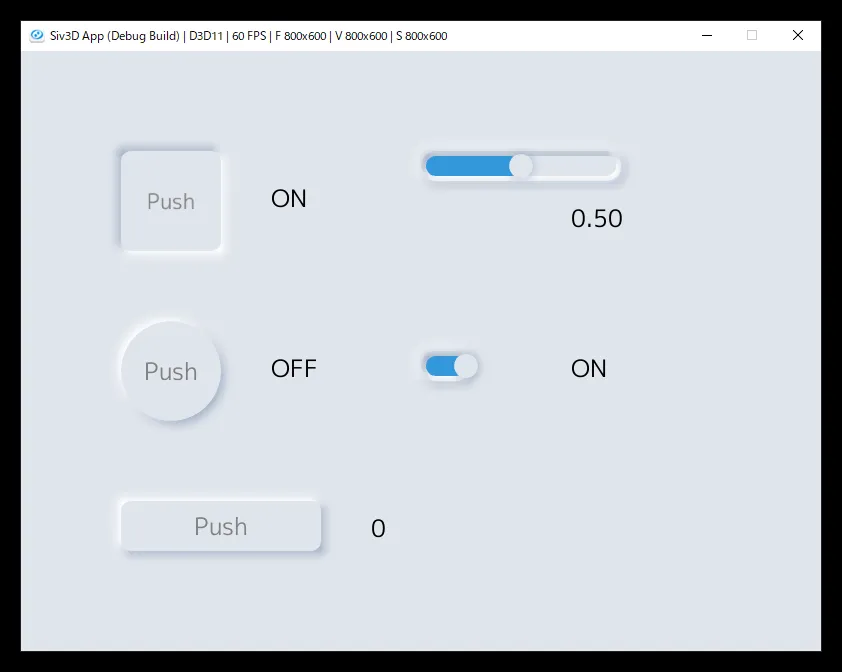 Siv3D App (Debug Build) | D3D11 | 60 FPS | F 800x600 | V 800x600 | S 800x600
Push
ON
0.50
Push
OFF
ON
Push
0